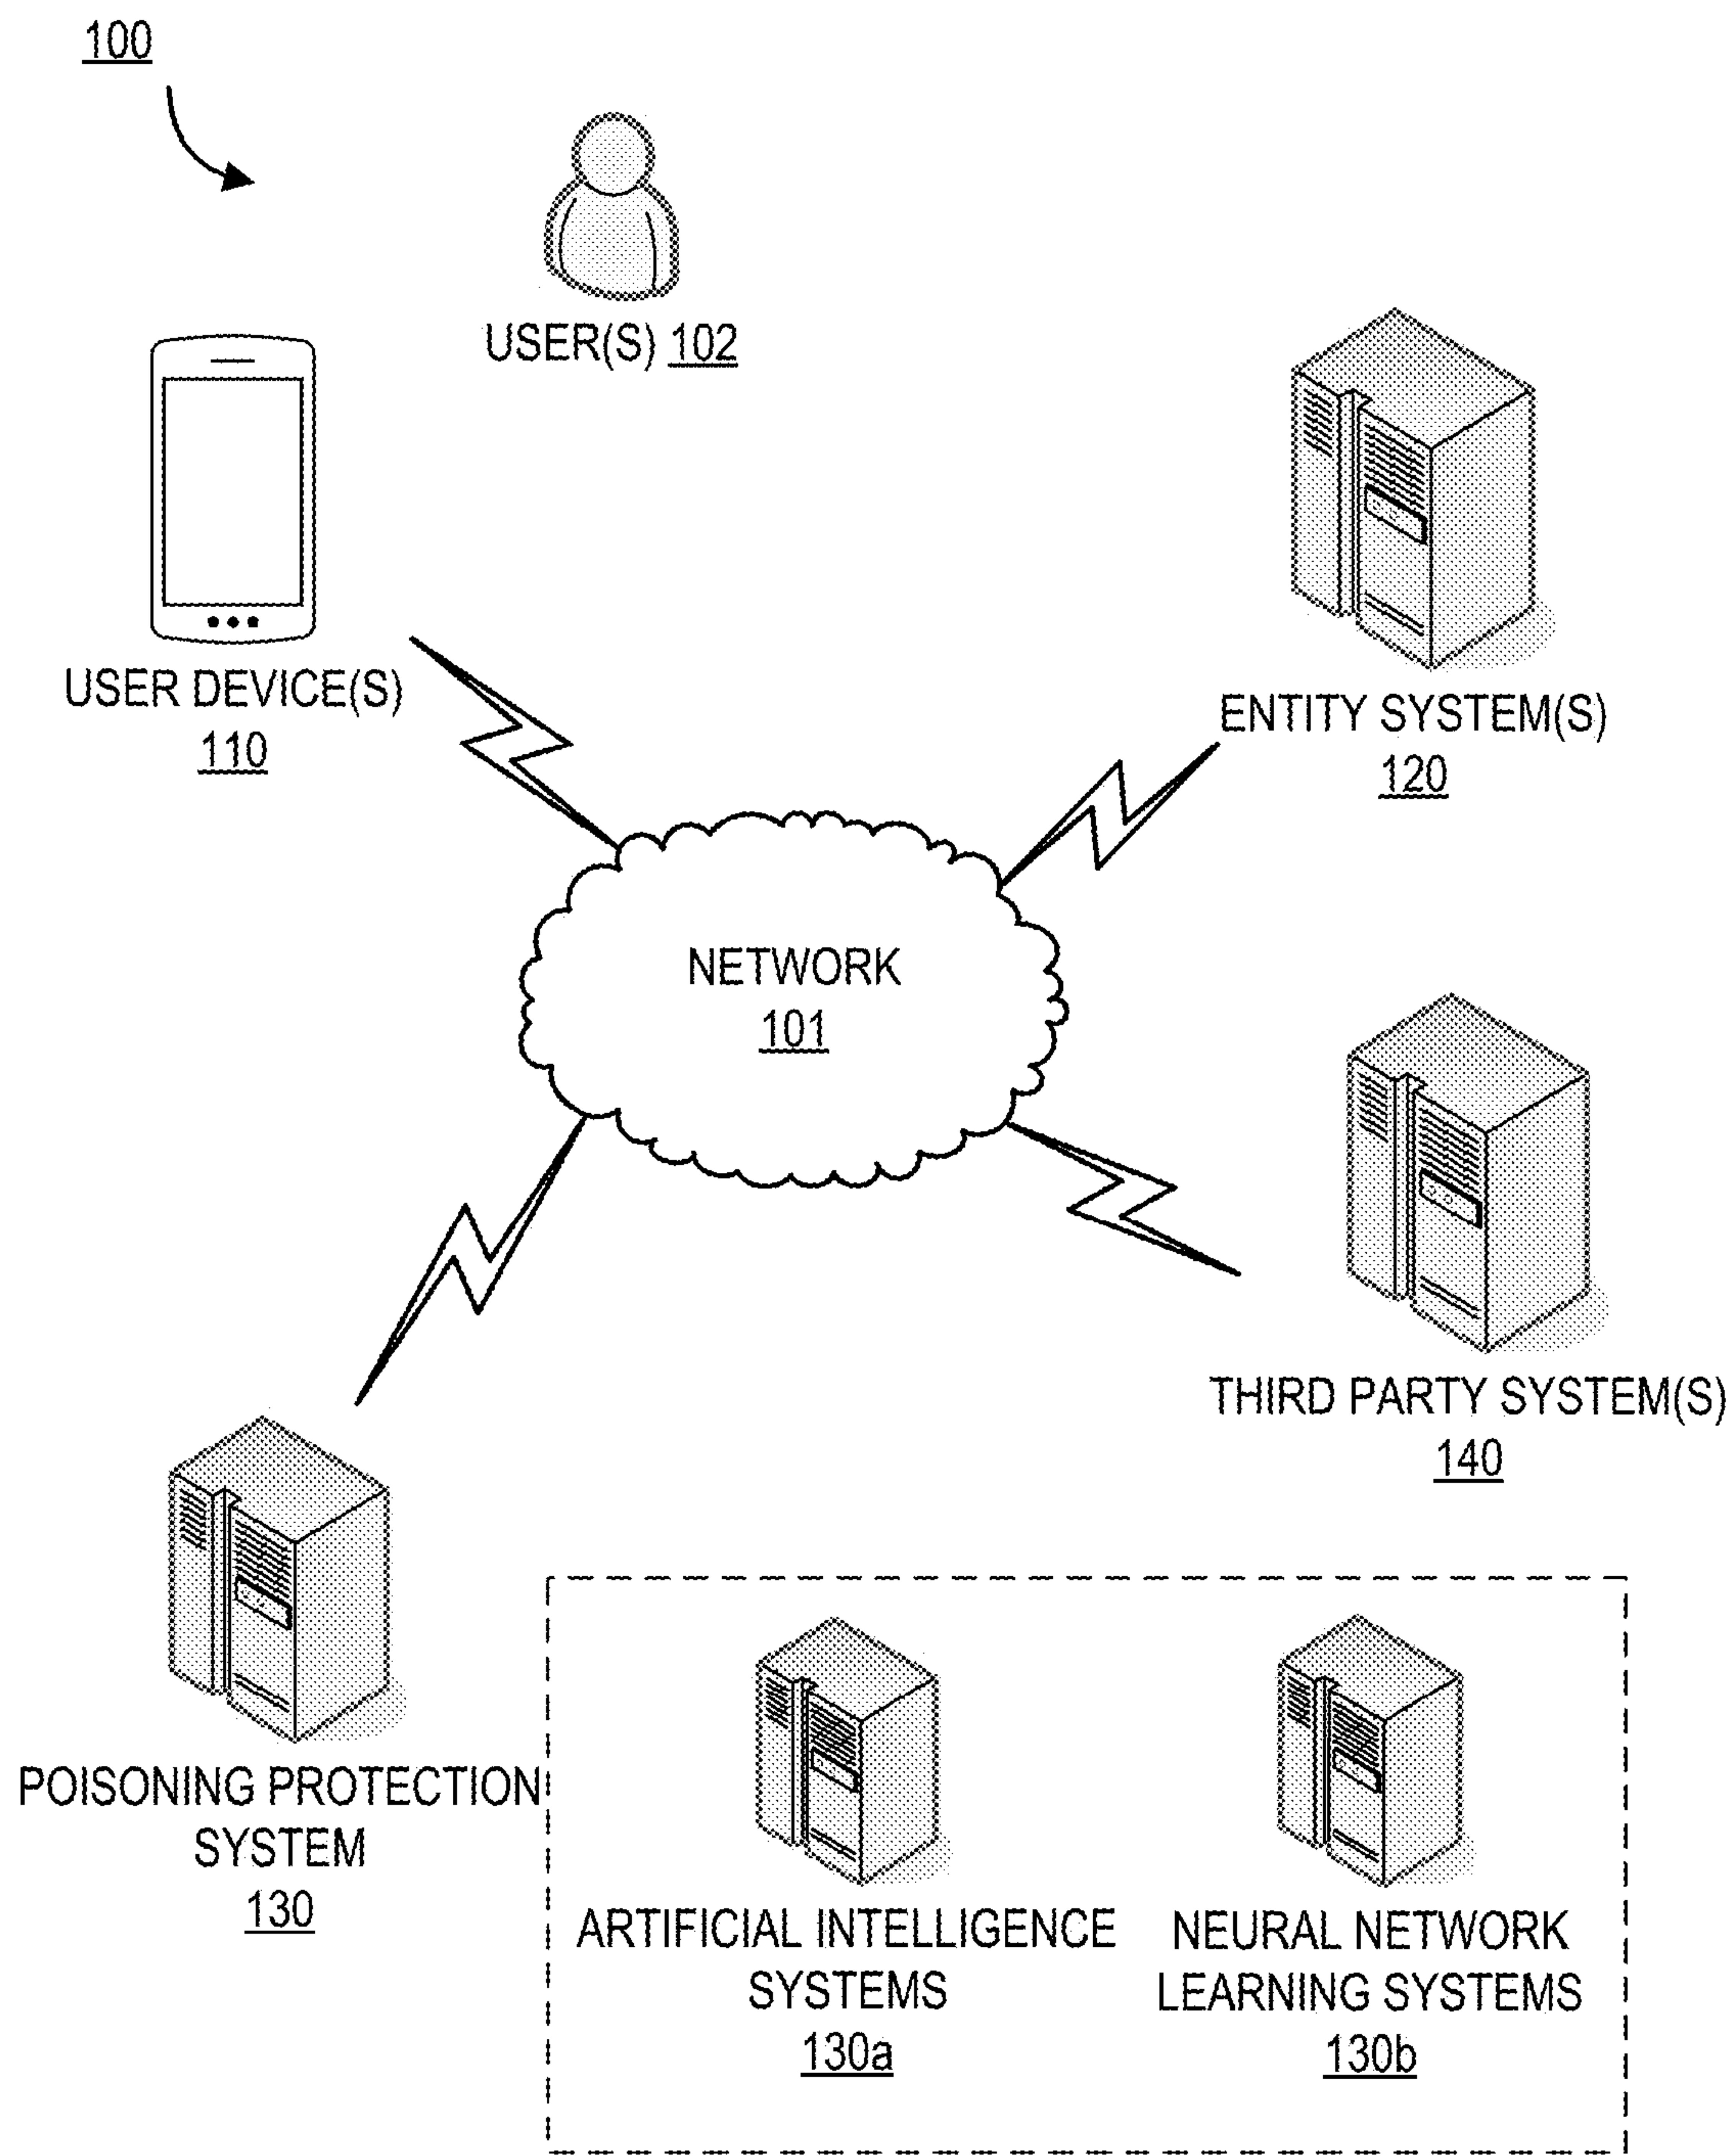 100
USER(S) 102
USER DEVICE(S)
110
ENTITY SYSTEM(S)
120
NETWORK
101
THIRD PARTY SYSTEM(S)
140
POISONING PROTECTION
SYSTEM
130
ARTIFICIAL INTELLIGENCE
SYSTEMS
130a
NEURAL NETWORK
LEARNING SYSTEMS
130b